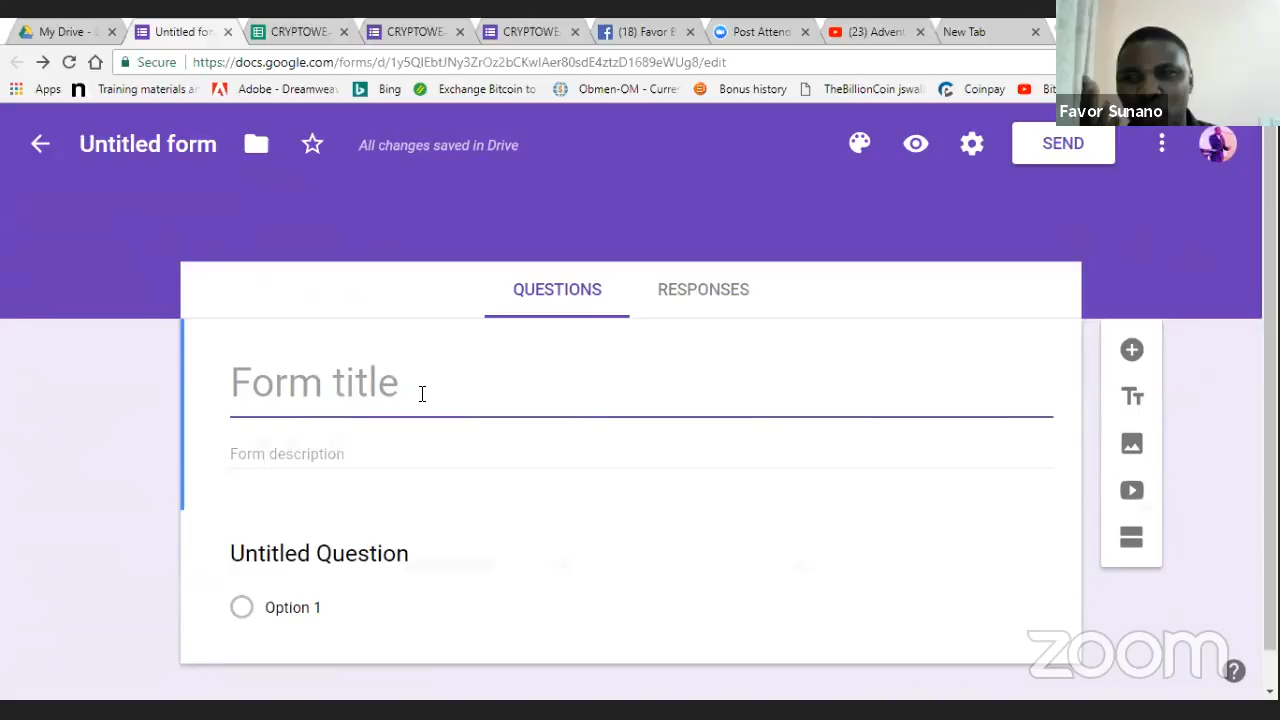 My Drive -
Untitled for
CRYPTOWE
CRYPTOWE
CRYPTOWE
(18) Favor E
Post Attend
(23) Advent
New Tab
Secure
https://docs.google.com/forms/d/1y5QIEbtJNy3ZrOz2bCKwIAer80sdE4ztzD1689eWUg8/edit
Apps
Training materials a
Adobe - Dreamweav
Bing
Exchange Bitcoin to
Obmen-OM - Curre
Bonus history
TheBillionCoin jswal
Coinpay
Bit
Favor Sunano
Untitled form
All changes saved in Drive
SEND
QUESTIONS
RESPONSES
Form title
Form description
Untitled Question
Option 1
zoom